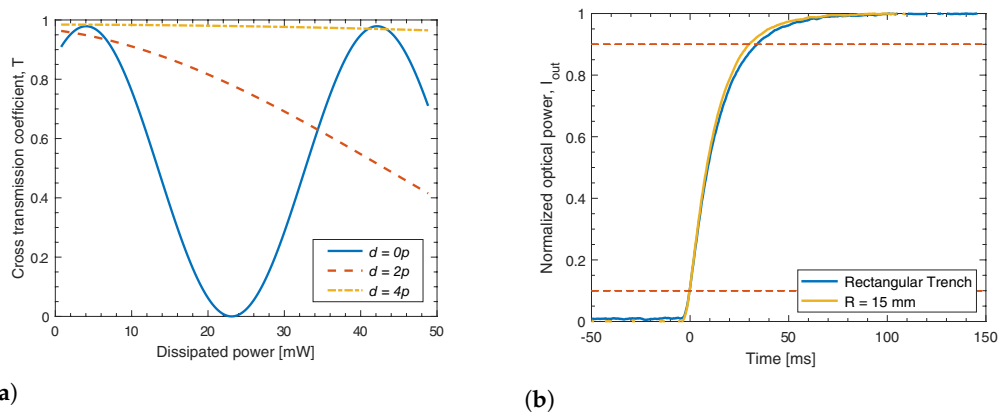 1
0.8
0.6
0.4
0.2
0
Cross transmission coefficient, T
d = 0p
d = 2p
d = 4p
0 10 20 30 40 50
Dissipated power [mW]
a)
1
0.8
0.6
0.4
0.2
0
Normalized optical power, I_out
Rectangular Trench
R = 15 mm
-50 0 50 100 150
Time [ms]
(b)